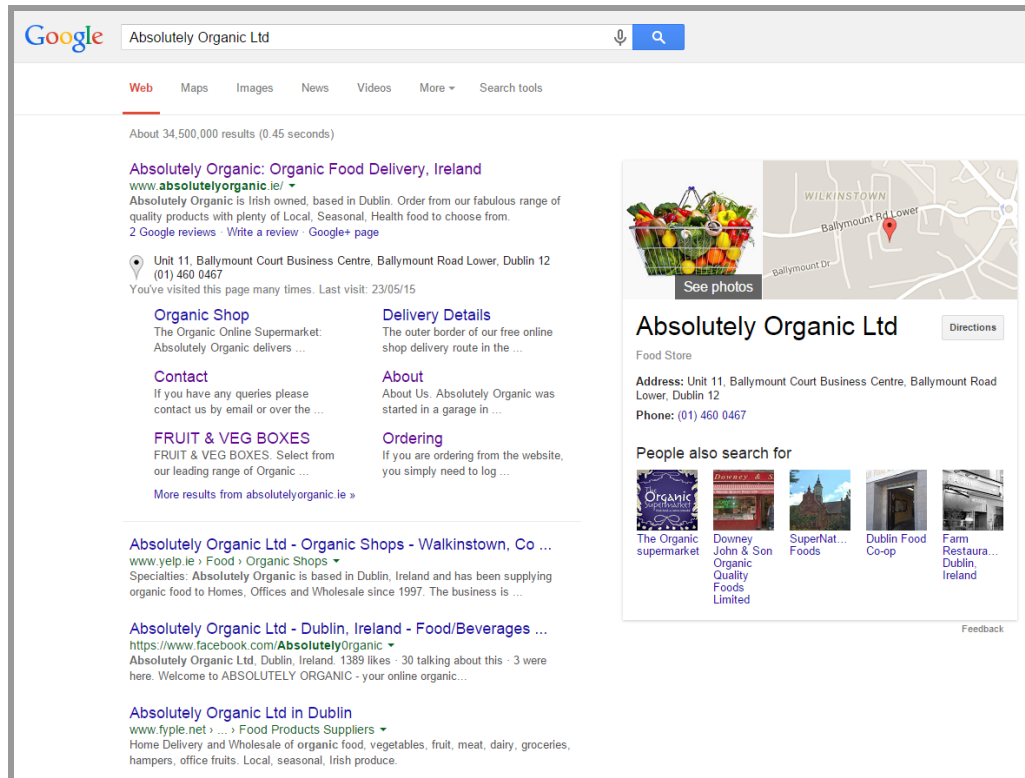 Google
Absolutely Organic Ltd
Web Maps Images News Videos More Search tools
About 34,500,000 results (0.45 seconds)
Absolutely Organic: Organic Food Delivery, Ireland
www.absolutelyorganic.ie/
Absolutely Organic is Irish owned, based in Dublin. Order from our fabulous range of
quality products with plenty of Local, Seasonal, Health food to choose from.
2 Google reviews · Write a review · Google+ page
Unit 11, Ballymount Court Business Centre, Ballymount Road Lower, Dublin 12
(01) 460 0467
You've visited this page many times. Last visit: 23/05/15
Organic Shop
The Organic Online Supermarket:
Absolutely Organic delivers ...
Delivery Details
The outer border of our free online
shop delivery route in the ...
Contact
If you have any queries please
contact us by email or over the ...
About
About Us. Absolutely Organic was
started in a garage in ...
FRUIT & VEG BOXES
FRUIT & VEG BOXES. Select from
our leading range of Organic ...
Ordering
If you are ordering from the website,
you simply need to log ...
More results from absolutelyorganic.ie »
Absolutely Organic Ltd - Organic Shops - Walkinstown, Co ...
www.yelp.ie › Food › Organic Shops
Specialties: Absolutely Organic is based in Dublin, Ireland and has been supplying
organic food to Homes, Offices and Wholesale since 1997. The business is ...
Absolutely Organic Ltd - Dublin, Ireland - Food/Beverages ...
https://www.facebook.com/Absolutely0rganic
Absolutely Organic Ltd, Dublin, Ireland. 1389 likes · 30 talking about this · 3 were
here. Welcome to ABSOLUTELY ORGANIC - your online organic...
Absolutely Organic Ltd in Dublin
www.fyple.net › ... › Food Products Suppliers
Home Delivery and Wholesale of organic food, vegetables, fruit, meat, dairy, groceries,
hampers, office fruits. Local, seasonal, Irish produce.
WILKINSTOWN
Ballymount Rd Lower
Ballymount Dr
See photos
Absolutely Organic Ltd
Directions
Food Store
Address: Unit 11, Ballymount Court Business Centre, Ballymount Road
Lower, Dublin 12
Phone: (01) 460 0467
People also search for
The Organic Supermarket
Downey & S
The Organic
supermarket
Downey
John & Son
Organic
Quality
Foods
Limited
SuperNat...
Foods
Dublin Food
Co-op
Farm
Restaura...
Dublin,
Ireland
Feedback